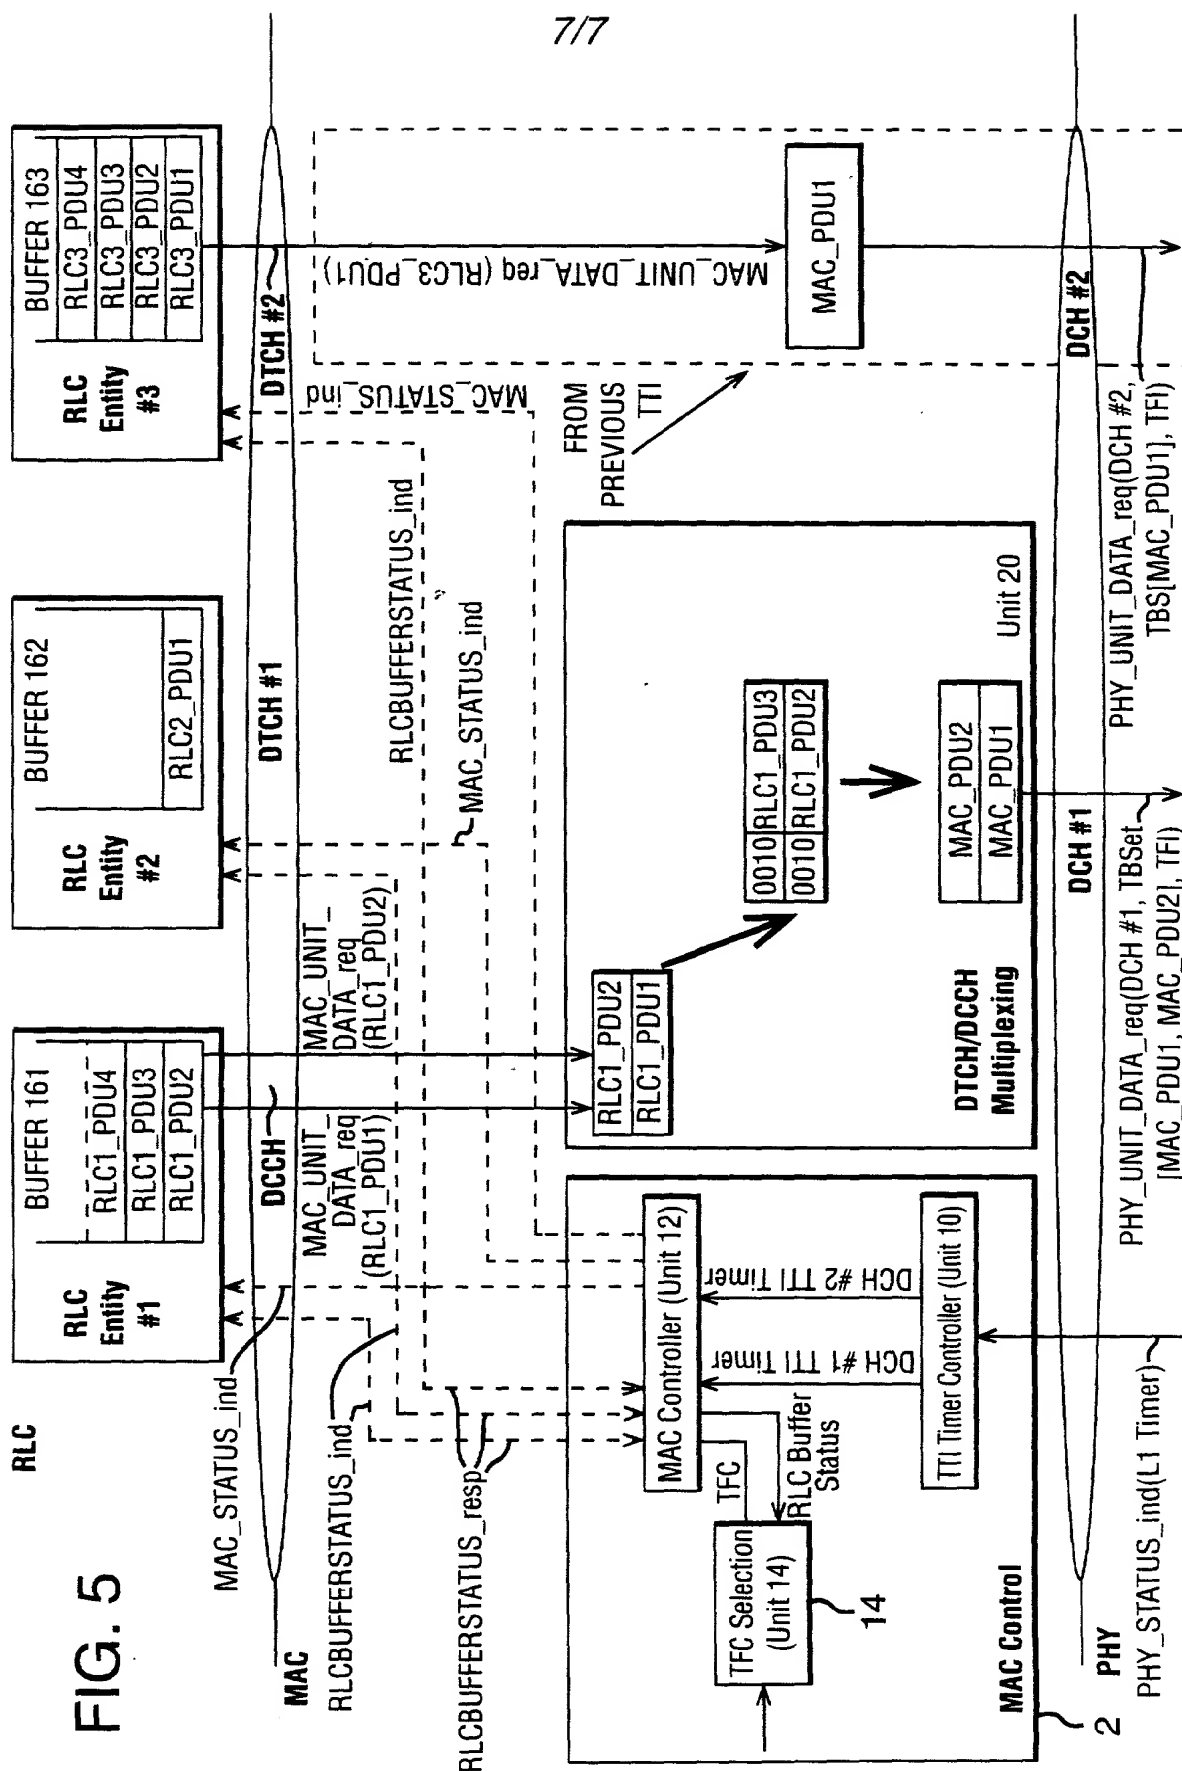 7/7
FIG. 5
RLC
RLC
Entity
#1
BUFFER 161
RLC1_PDU4
RLC1_PDU3
RLC1_PDU2
RLC
Entity
#2
BUFFER 162
RLC2_PDU1
RLC
Entity
#3
BUFFER 163
RLC3_PDU4
RLC3_PDU3
RLC3_PDU2
RLC3_PDU1
MAC_STATUS_ind
MAC
DCCH
DTCH #1
DTCH #2
RLCBUFFERSTATUS_ind
MAC_UNIT_
DATA_req
(RLC1_PDU1)
MAC_UNIT_
DATA_req
(RLC1_PDU2)
RLCBUFFERSTATUS_ind
MAC_STATUS_ind
MAC_STATUS_ind
MAC_UNIT_DATA_req (RLC3_PDU1)
RLCBUFFERSTATUS_resp
FROM
PREVIOUS
TTI
MAC_PDU1
TFC Selection
(Unit 14)
14
TFC
RLC Buffer
Status
MAC Controller (Unit 12)
DCH #1 TTI Timer
DCH #2 TTI Timer
TTI Timer Controller (Unit 10)
MAC Control
2
RLC1_PDU2
RLC1_PDU1
0010 RLC1_PDU3
0010 RLC1_PDU2
MAC_PDU2
MAC_PDU1
DTCH/DCCH
Multiplexing
Unit 20
PHY
DCH #1
DCH #2
PHY_STATUS_ind(L1 Timer)
PHY_UNIT_DATA_req(DCH #1, TBSet
[MAC_PDU1, MAC_PDU2], TFI)
PHY_UNIT_DATA_req(DCH #2,
TBS[MAC_PDU1], TFI)